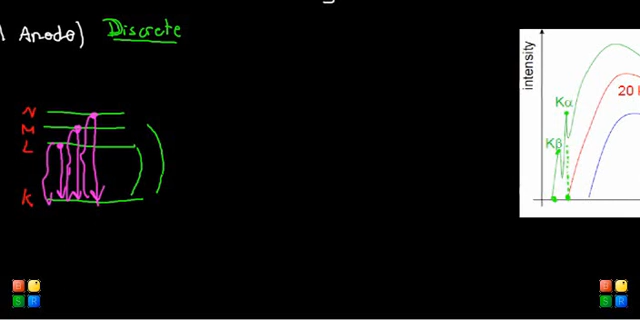 Anode) Discrete
N
M
L
K
intensity
Kα
Kβ
20
B
S R
B
S R